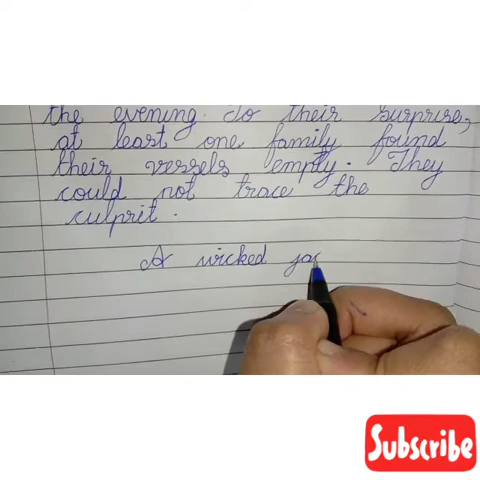 the evening. To their surprise,
at least one family found
their vessels empty. They
could not trace the
culprit.
A wicked ja
Subscribe